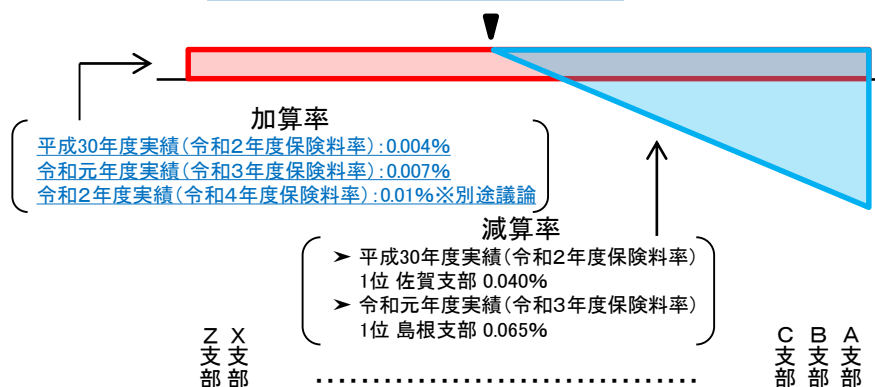 加算率
平成30年度実績(令和2年度保険料率):0.004%
令和元年度実績(令和3年度保険料率):0.007%
令和2年度実績(令和4年度保険料率):0.01%※別途議論
減算率
➤ 平成30年度実績(令和2年度保険料率)
1位 佐賀支部 0.040%
➤ 令和元年度実績(令和3年度保険料率)
1位 島根支部 0.065%
Z支部
X支部
C支部
B支部
A支部